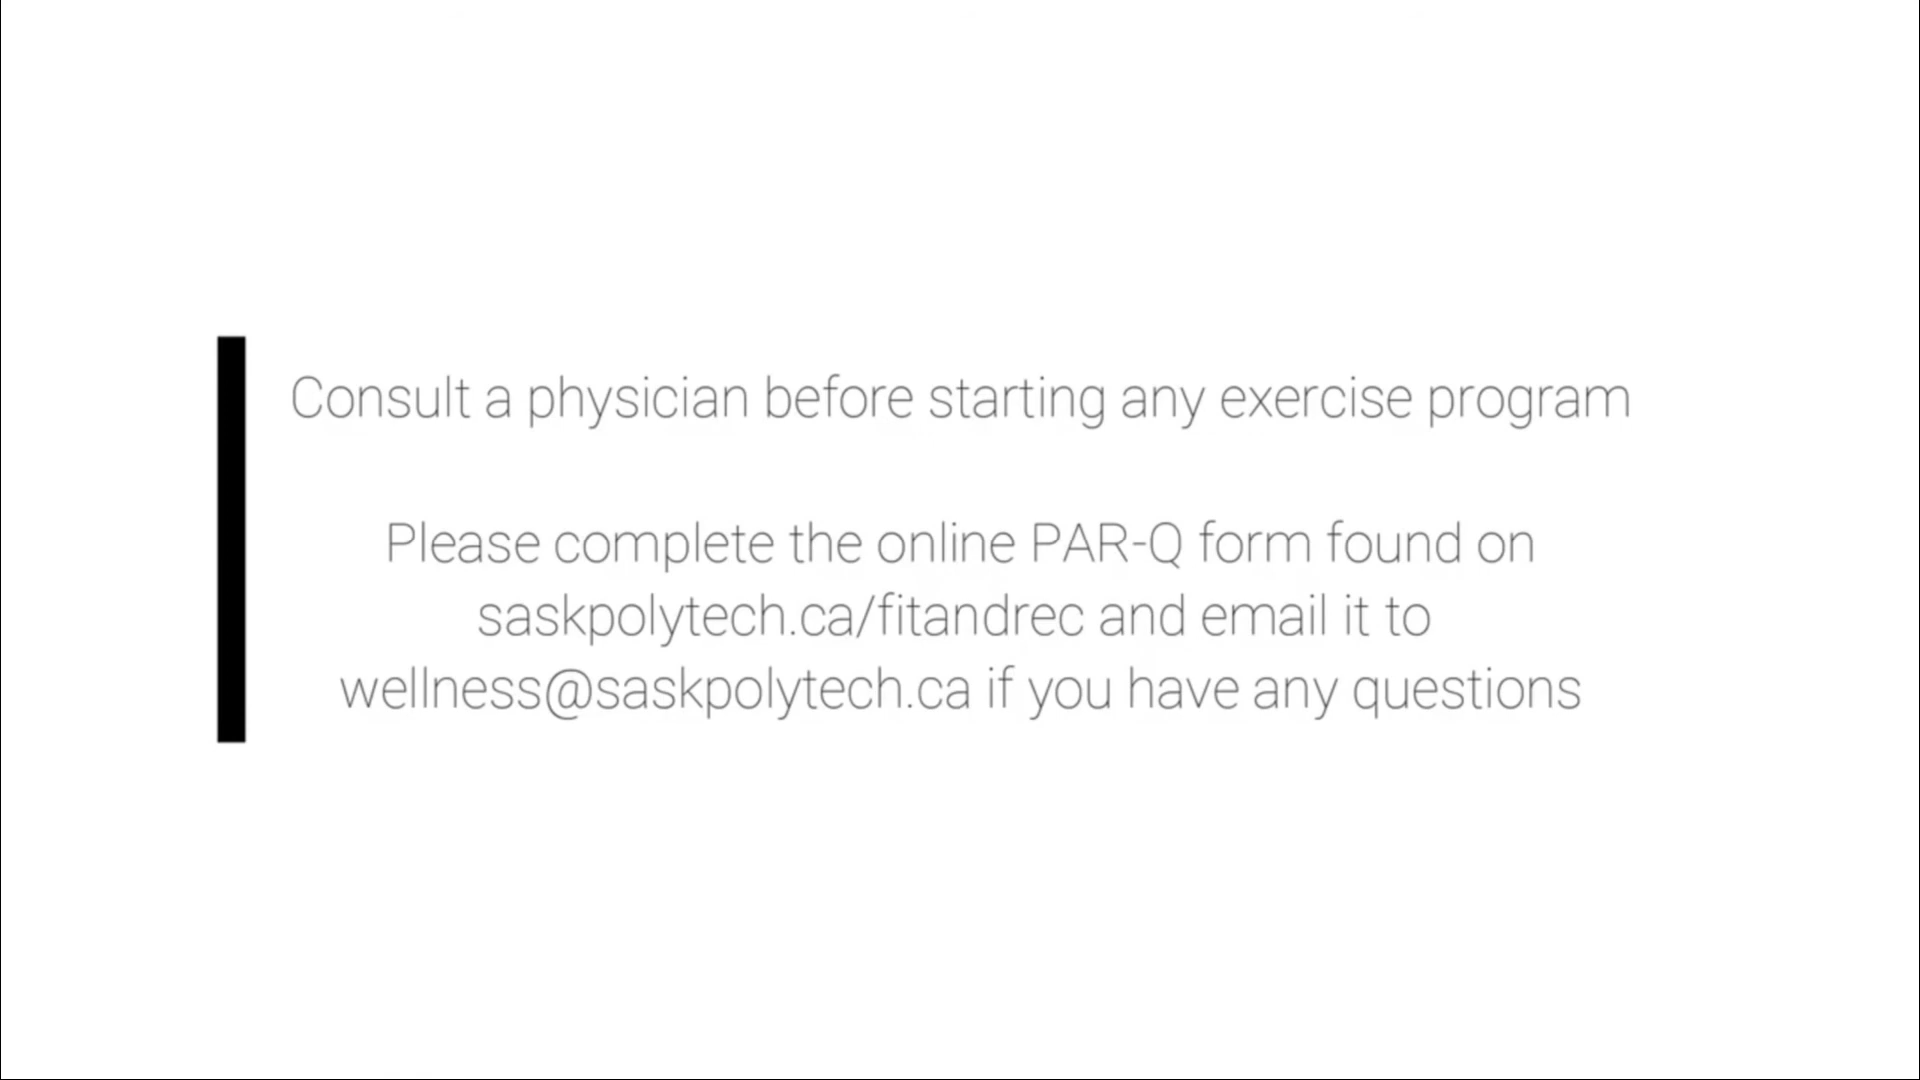 Consult a physician before starting any exercise program
Please complete the online PAR-Q form found on
saskpolytech.ca/fitandrec and email it to
wellness@saskpolytech.ca if you have any questions